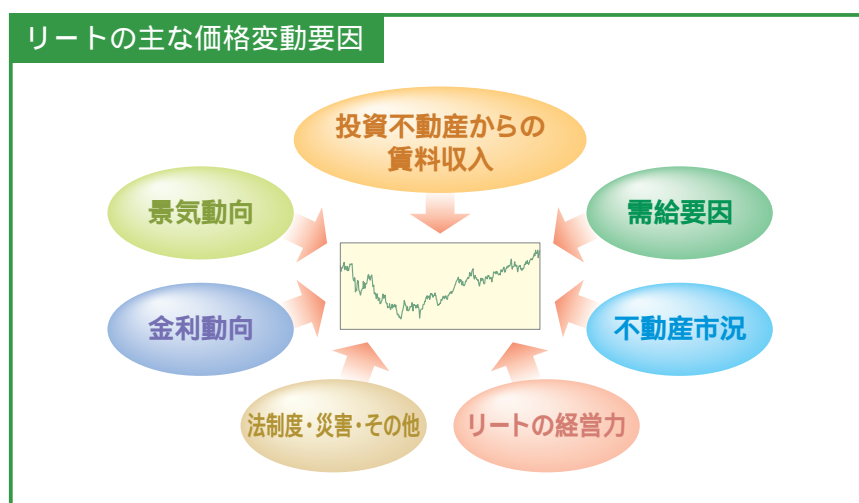 リートの主な価格変動要因
投資不動産からの
賃料収入
景気動向
需給要因
金利動向
不動産市況
法制度・災害・その他
リートの経営力